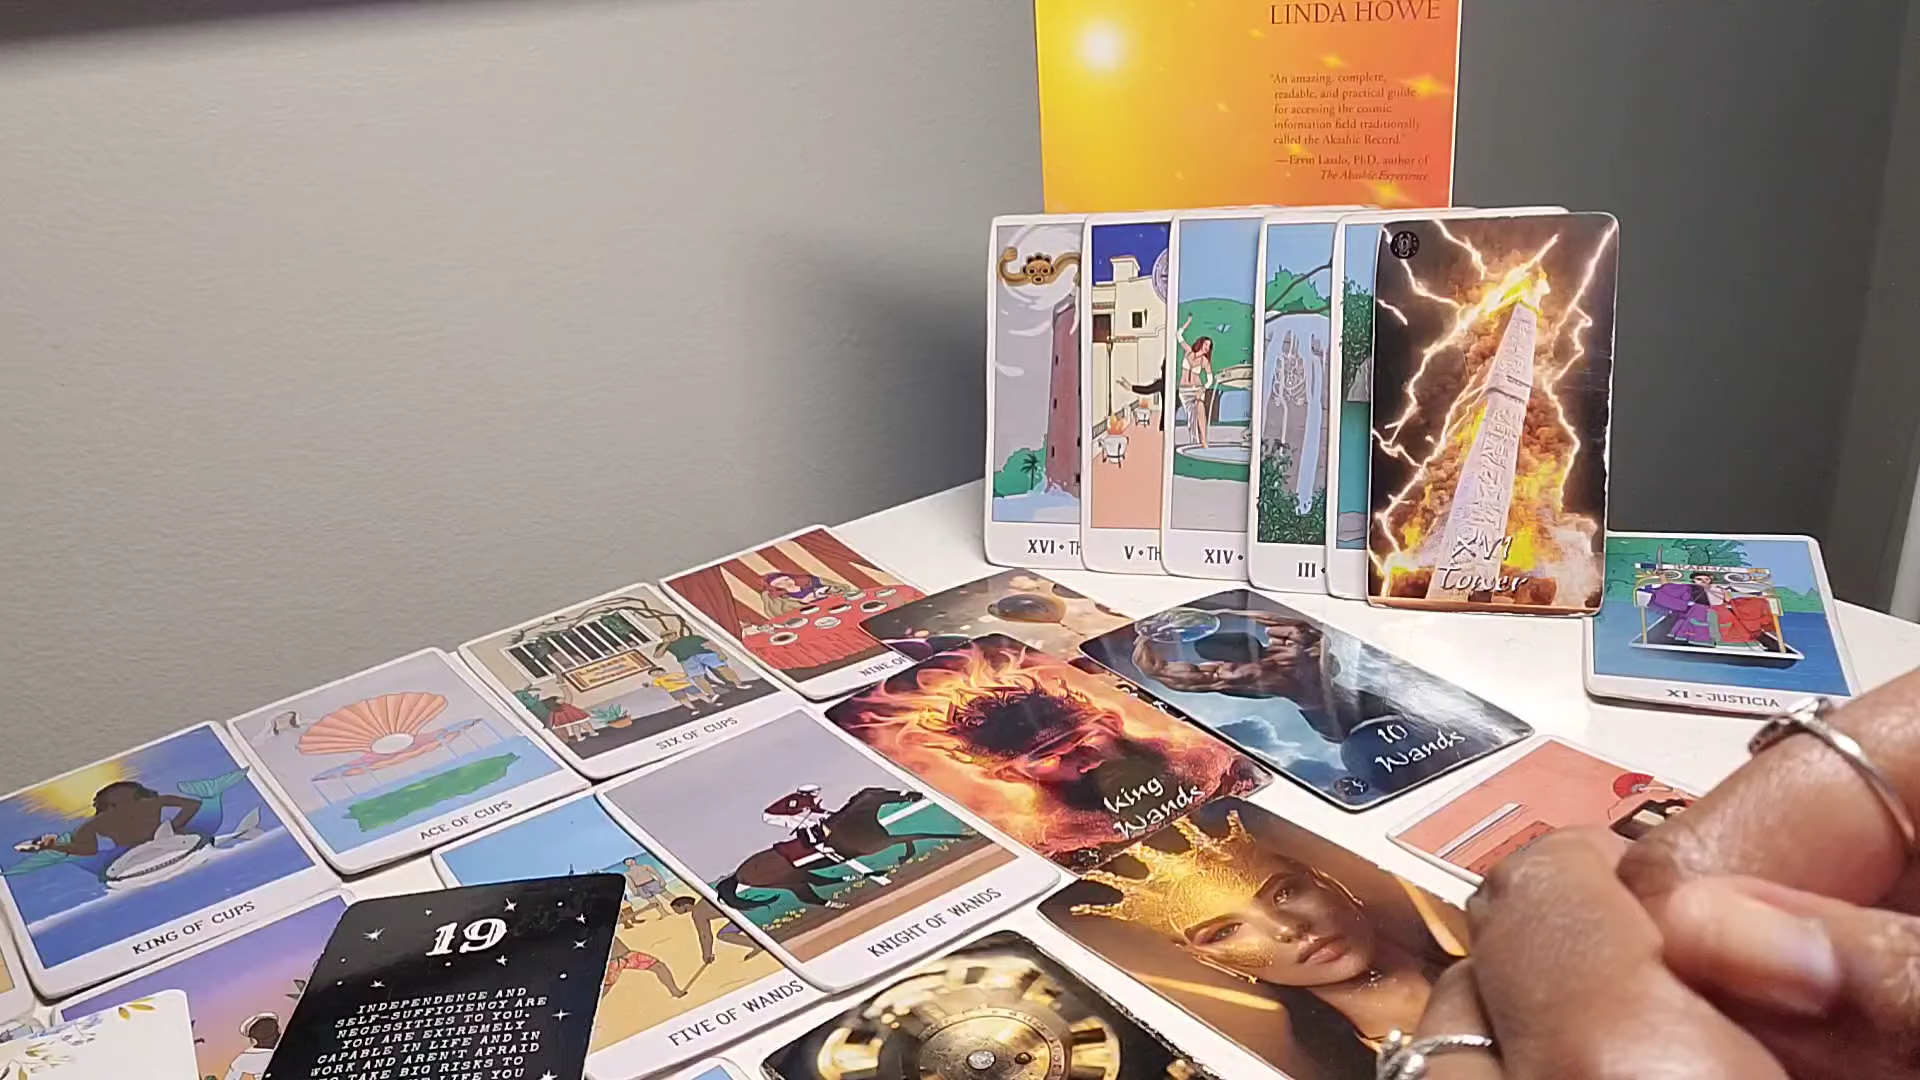 LINDA HOWE
"An amazing, complete,
readable, and practical guide
for accessing the cosmic
information field traditionally
called the Akashic Record."
—Ervin Laszlo, PhD, author of
The Akashic Experience
XVI • TH
V • TH
XIV •
III •
XVI
Tower
XI • JUSTICIA
NINE OF
SIX OF CUPS
ACE OF CUPS
KING OF CUPS
10
Wands
King
Wands
KNIGHT OF WANDS
FIVE OF WANDS
19
INDEPENDENCE AND
SELF-SUFFICIENCY ARE
NECESSITIES TO YOU.
YOU ARE EXTREMELY
CAPABLE IN LIFE AND IN
WORK AND AREN'T AFRAID
TO TAKE BIG RISKS TO
LIFE YOU